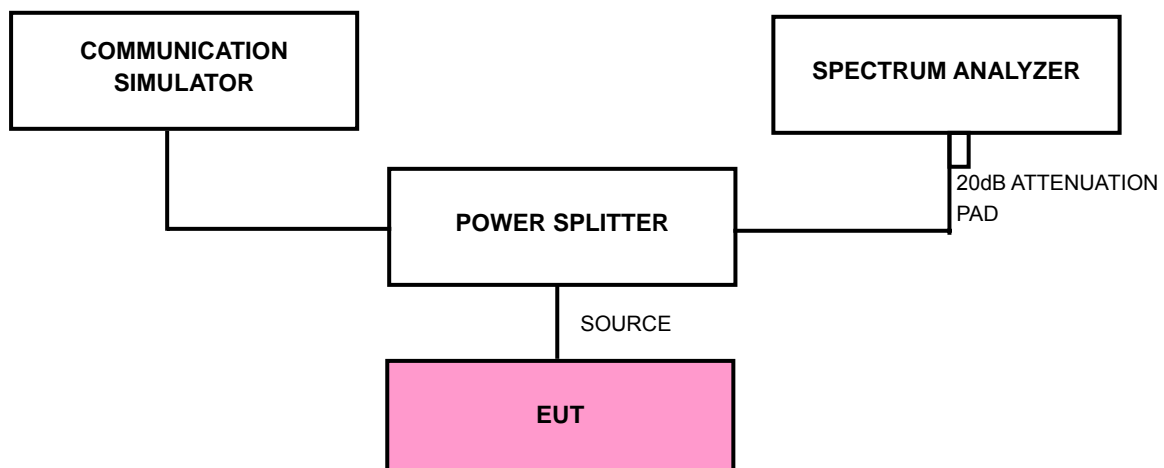 COMMUNICATION
SIMULATOR
SPECTRUM ANALYZER
20dB ATTENUATION
PAD
POWER SPLITTER
SOURCE
EUT